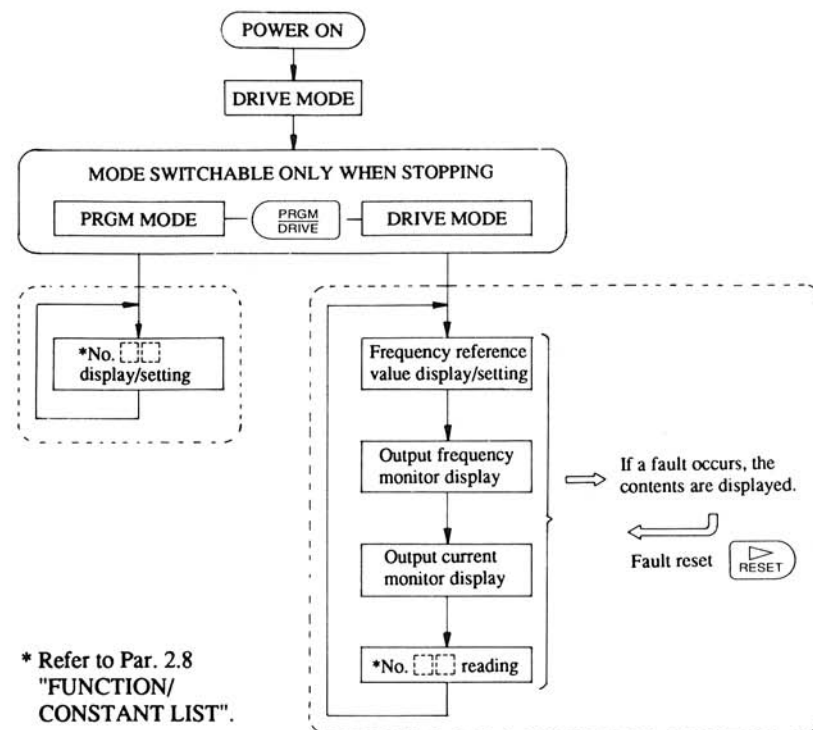 POWER ON
DRIVE MODE
MODE SWITCHABLE ONLY WHEN STOPPING
PRGM MODE
PRGM
DRIVE
DRIVE MODE
*No.
display/setting
Frequency reference
value display/setting
Output frequency
monitor display
Output current
monitor display
*No. reading
If a fault occurs, the
contents are displayed.
Fault reset
RESET
* Refer to Par. 2.8
"FUNCTION/
CONSTANT LIST".